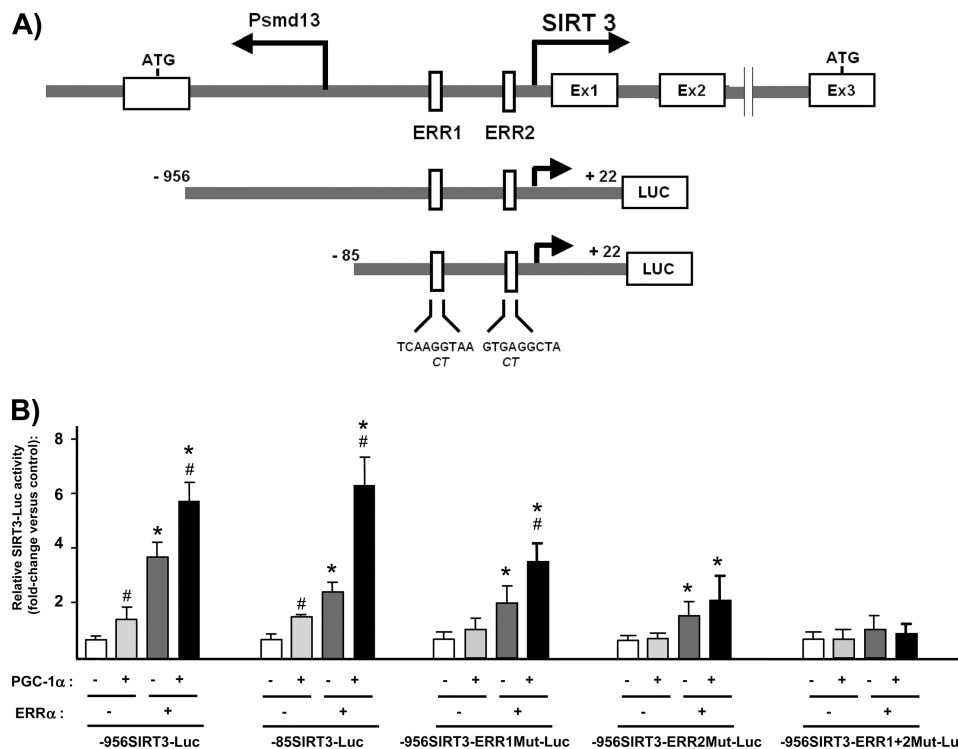 A)
Psmd13
SIRT 3
ATG
ATG
Ex1
Ex2
Ex3
ERR1
ERR2
- 956
+ 22
LUC
- 85
+ 22
LUC
TCAAGGTAA
GTGAGGCTA
CT
CT
B)
Relative SIRT3-Luc activity
(fold-change versus control):
8
6
4
2
#
*
*
#
#
*
*
#
*
*
#
*
*
PGC-1α :
- + - + - + - + - + - + - + - + - + - +
ERRα :
- + - + - + - + - +
-956SIRT3-Luc
-85SIRT3-Luc
-956SIRT3-ERR1Mut-Luc
-956SIRT3-ERR2Mut-Luc
-956SIRT3-ERR1+2Mut-Lu